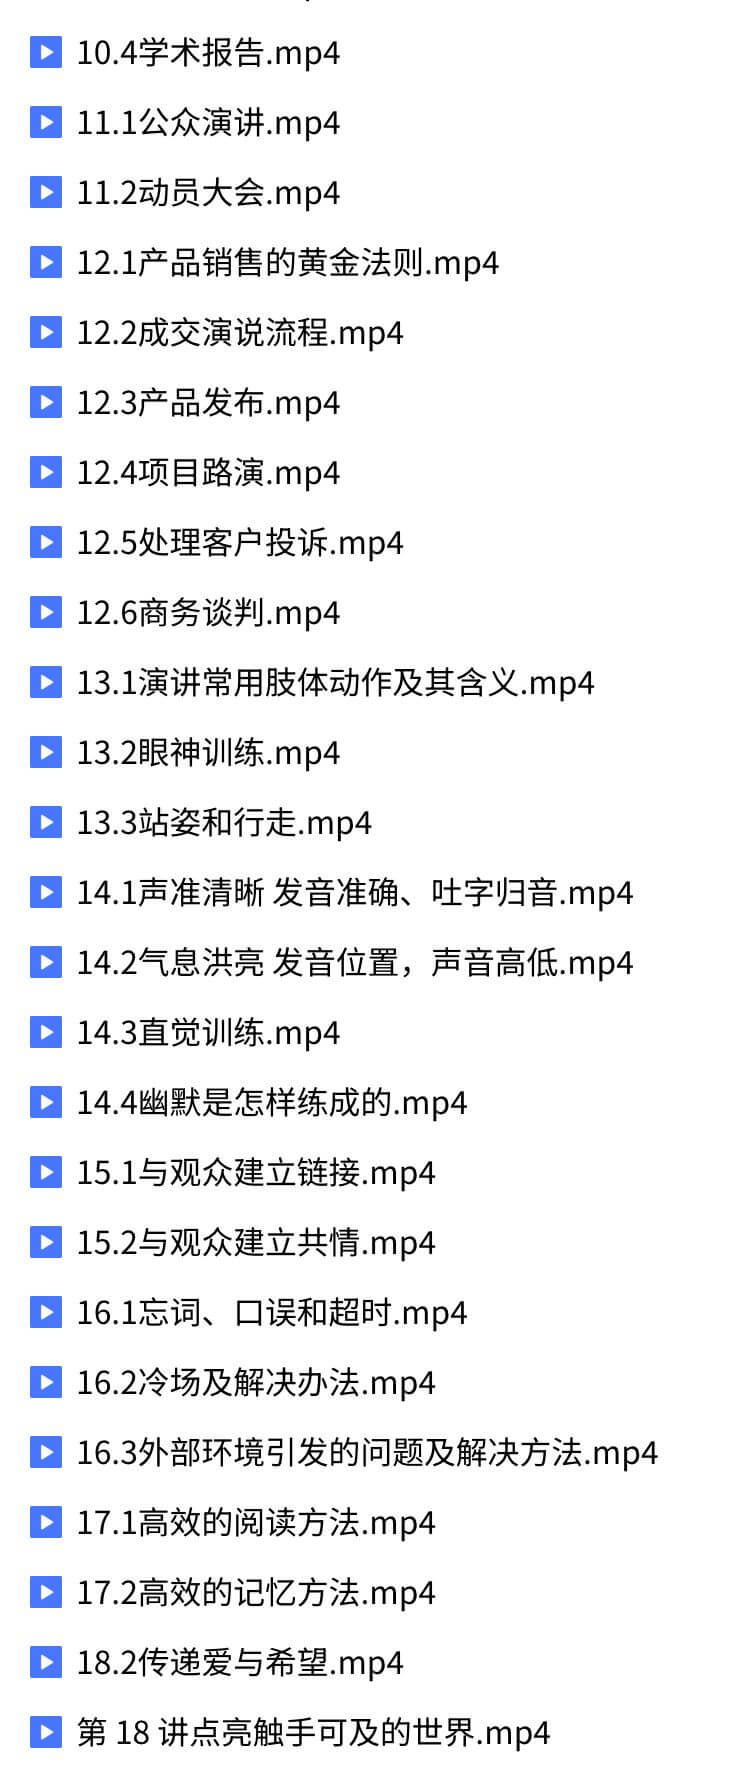 10.4学术报告.mp4
11.1公众演讲.mp4
11.2动员大会.mp4
12.1产品销售的黄金法则.mp4
12.2成交演说流程.mp4
12.3产品发布.mp4
12.4项目路演.mp4
12.5处理客户投诉.mp4
12.6商务谈判.mp4
13.1演讲常用肢体动作及其含义.mp4
13.2眼神训练.mp4
13.3站姿和行走.mp4
14.1声准清晰 发音准确、吐字归音.mp4
14.2气息洪亮 发音位置，声音高低.mp4
14.3直觉训练.mp4
14.4幽默是怎样练成的.mp4
15.1与观众建立链接.mp4
15.2与观众建立共情.mp4
16.1忘词、口误和超时.mp4
16.2冷场及解决办法.mp4
16.3外部环境引发的问题及解决方法.mp4
17.1高效的阅读方法.mp4
17.2高效的记忆方法.mp4
18.2传递爱与希望.mp4
第 18 讲点亮触手可及的世界.mp4